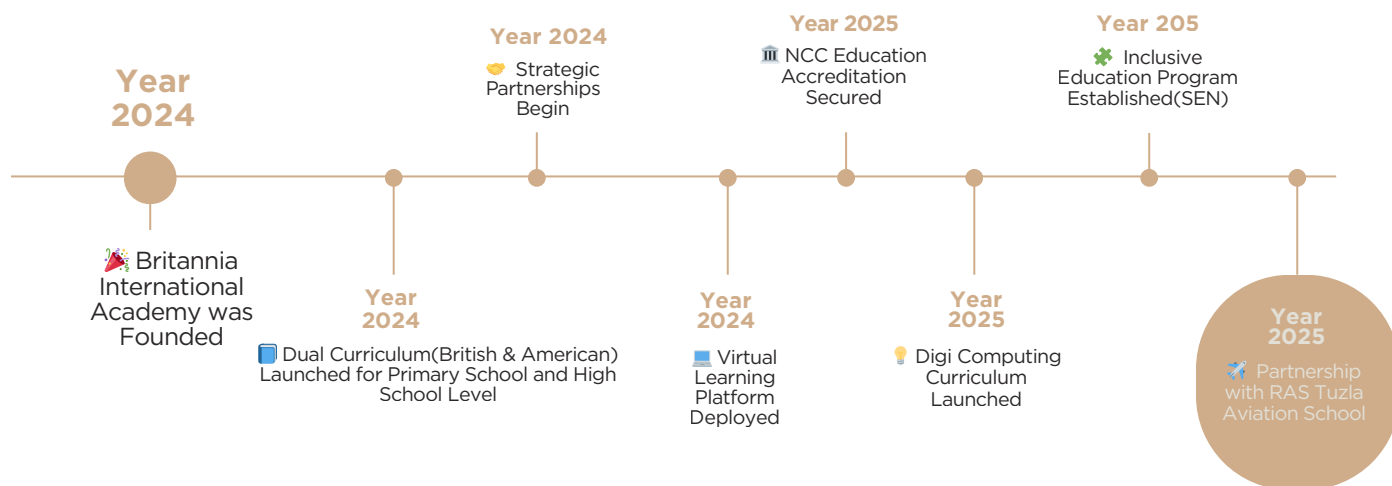 Year
2024
🎉 Britannia
International
Academy was
Founded
Year
2024
📘 Dual Curriculum(British & American)
Launched for Primary School and High
School Level
Year 2024
🤝 Strategic
Partnerships
Begin
Year
2024
💻 Virtual
Learning
Platform
Deployed
Year 2025
🏛️ NCC Education
Accreditation
Secured
Year
2025
💡 Digi Computing
Curriculum
Launched
Year 205
🧩 Inclusive
Education Program
Established(SEN)
Year
2025
✈️ Partnership
with RAS Tuzla
Aviation School